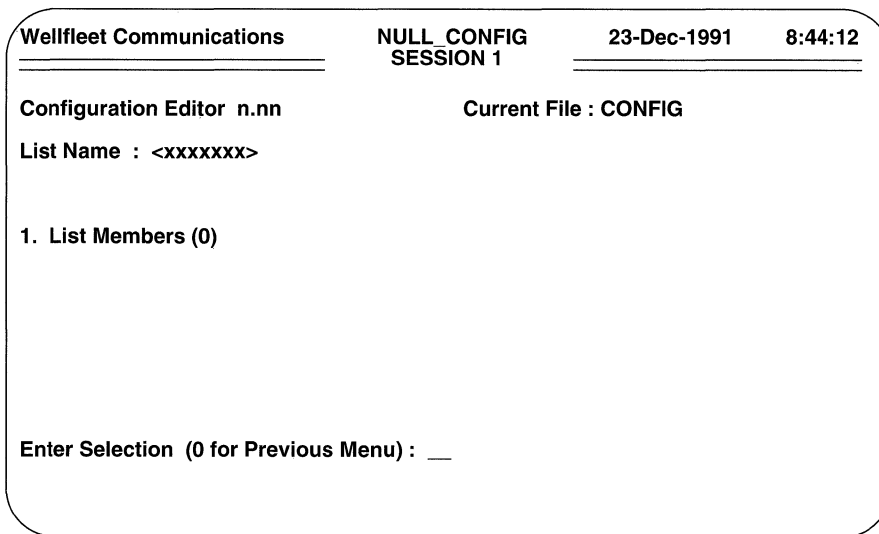 Wellfleet Communications NULL_CONFIG 23-Dec-1991 8:44:12
SESSION 1
Configuration Editor n.nn Current File : CONFIG
List Name : <xxxxxxx>
1. List Members (0)
Enter Selection (0 for Previous Menu) : __